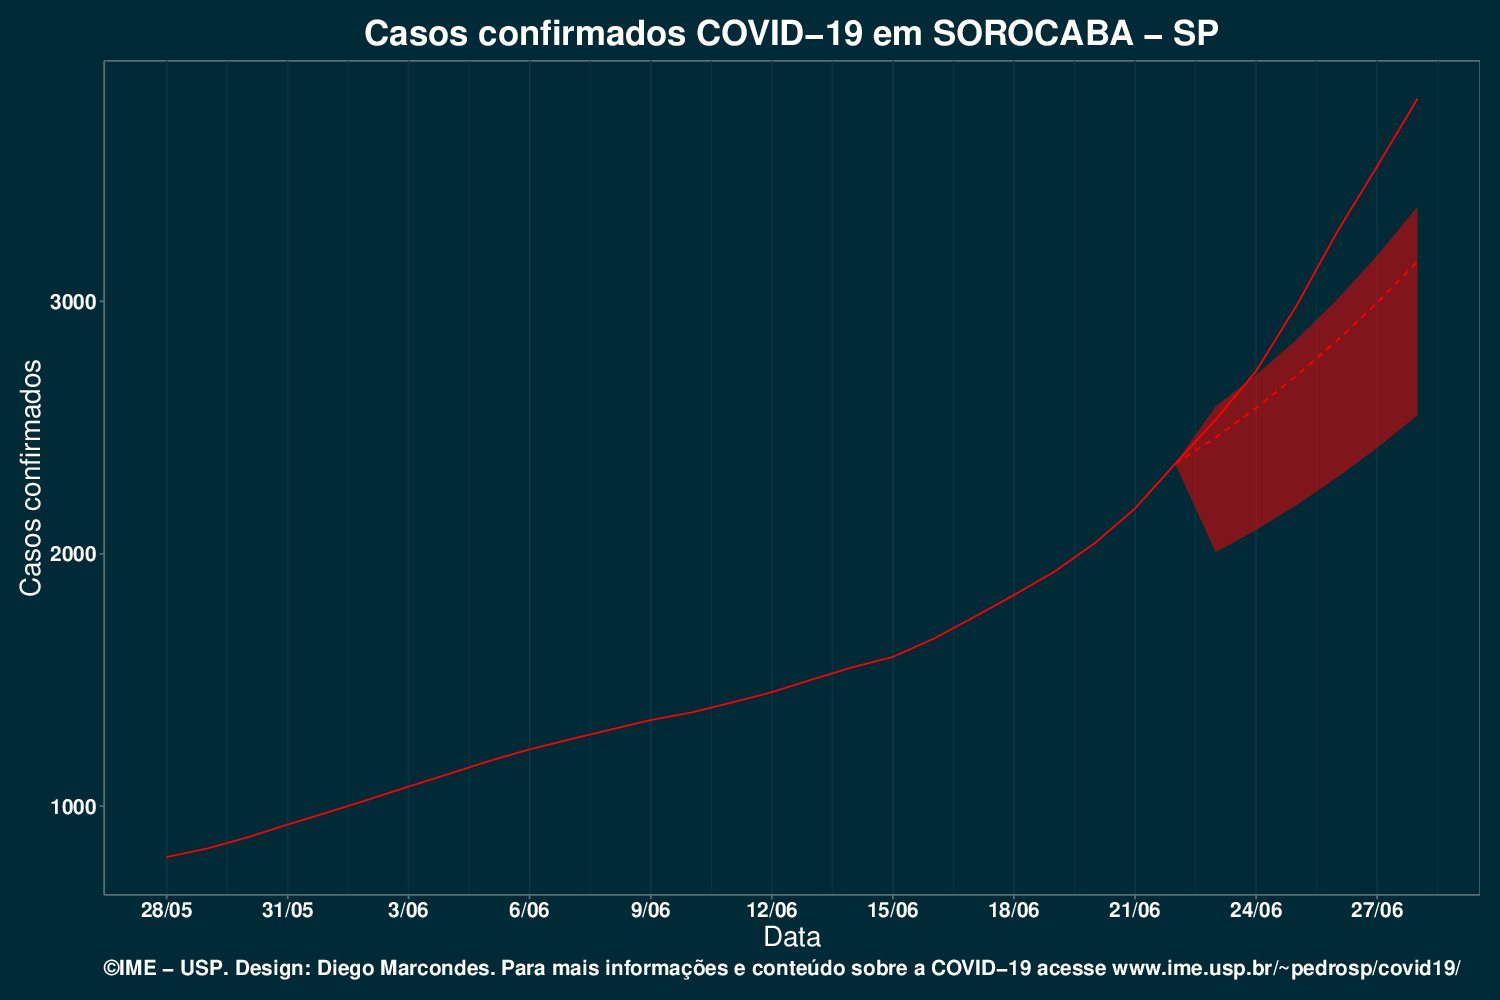 Casos confirmados COVID−19 em SOROCABA − SP
Casos confirmados
3000
2000
1000
28/05 31/05 3/06 6/06 9/06 12/06 15/06 18/06 21/06 24/06 27/06
Data
©IME − USP. Design: Diego Marcondes. Para mais informações e conteúdo sobre a COVID−19 acesse www.ime.usp.br/~pedrosp/covid19/